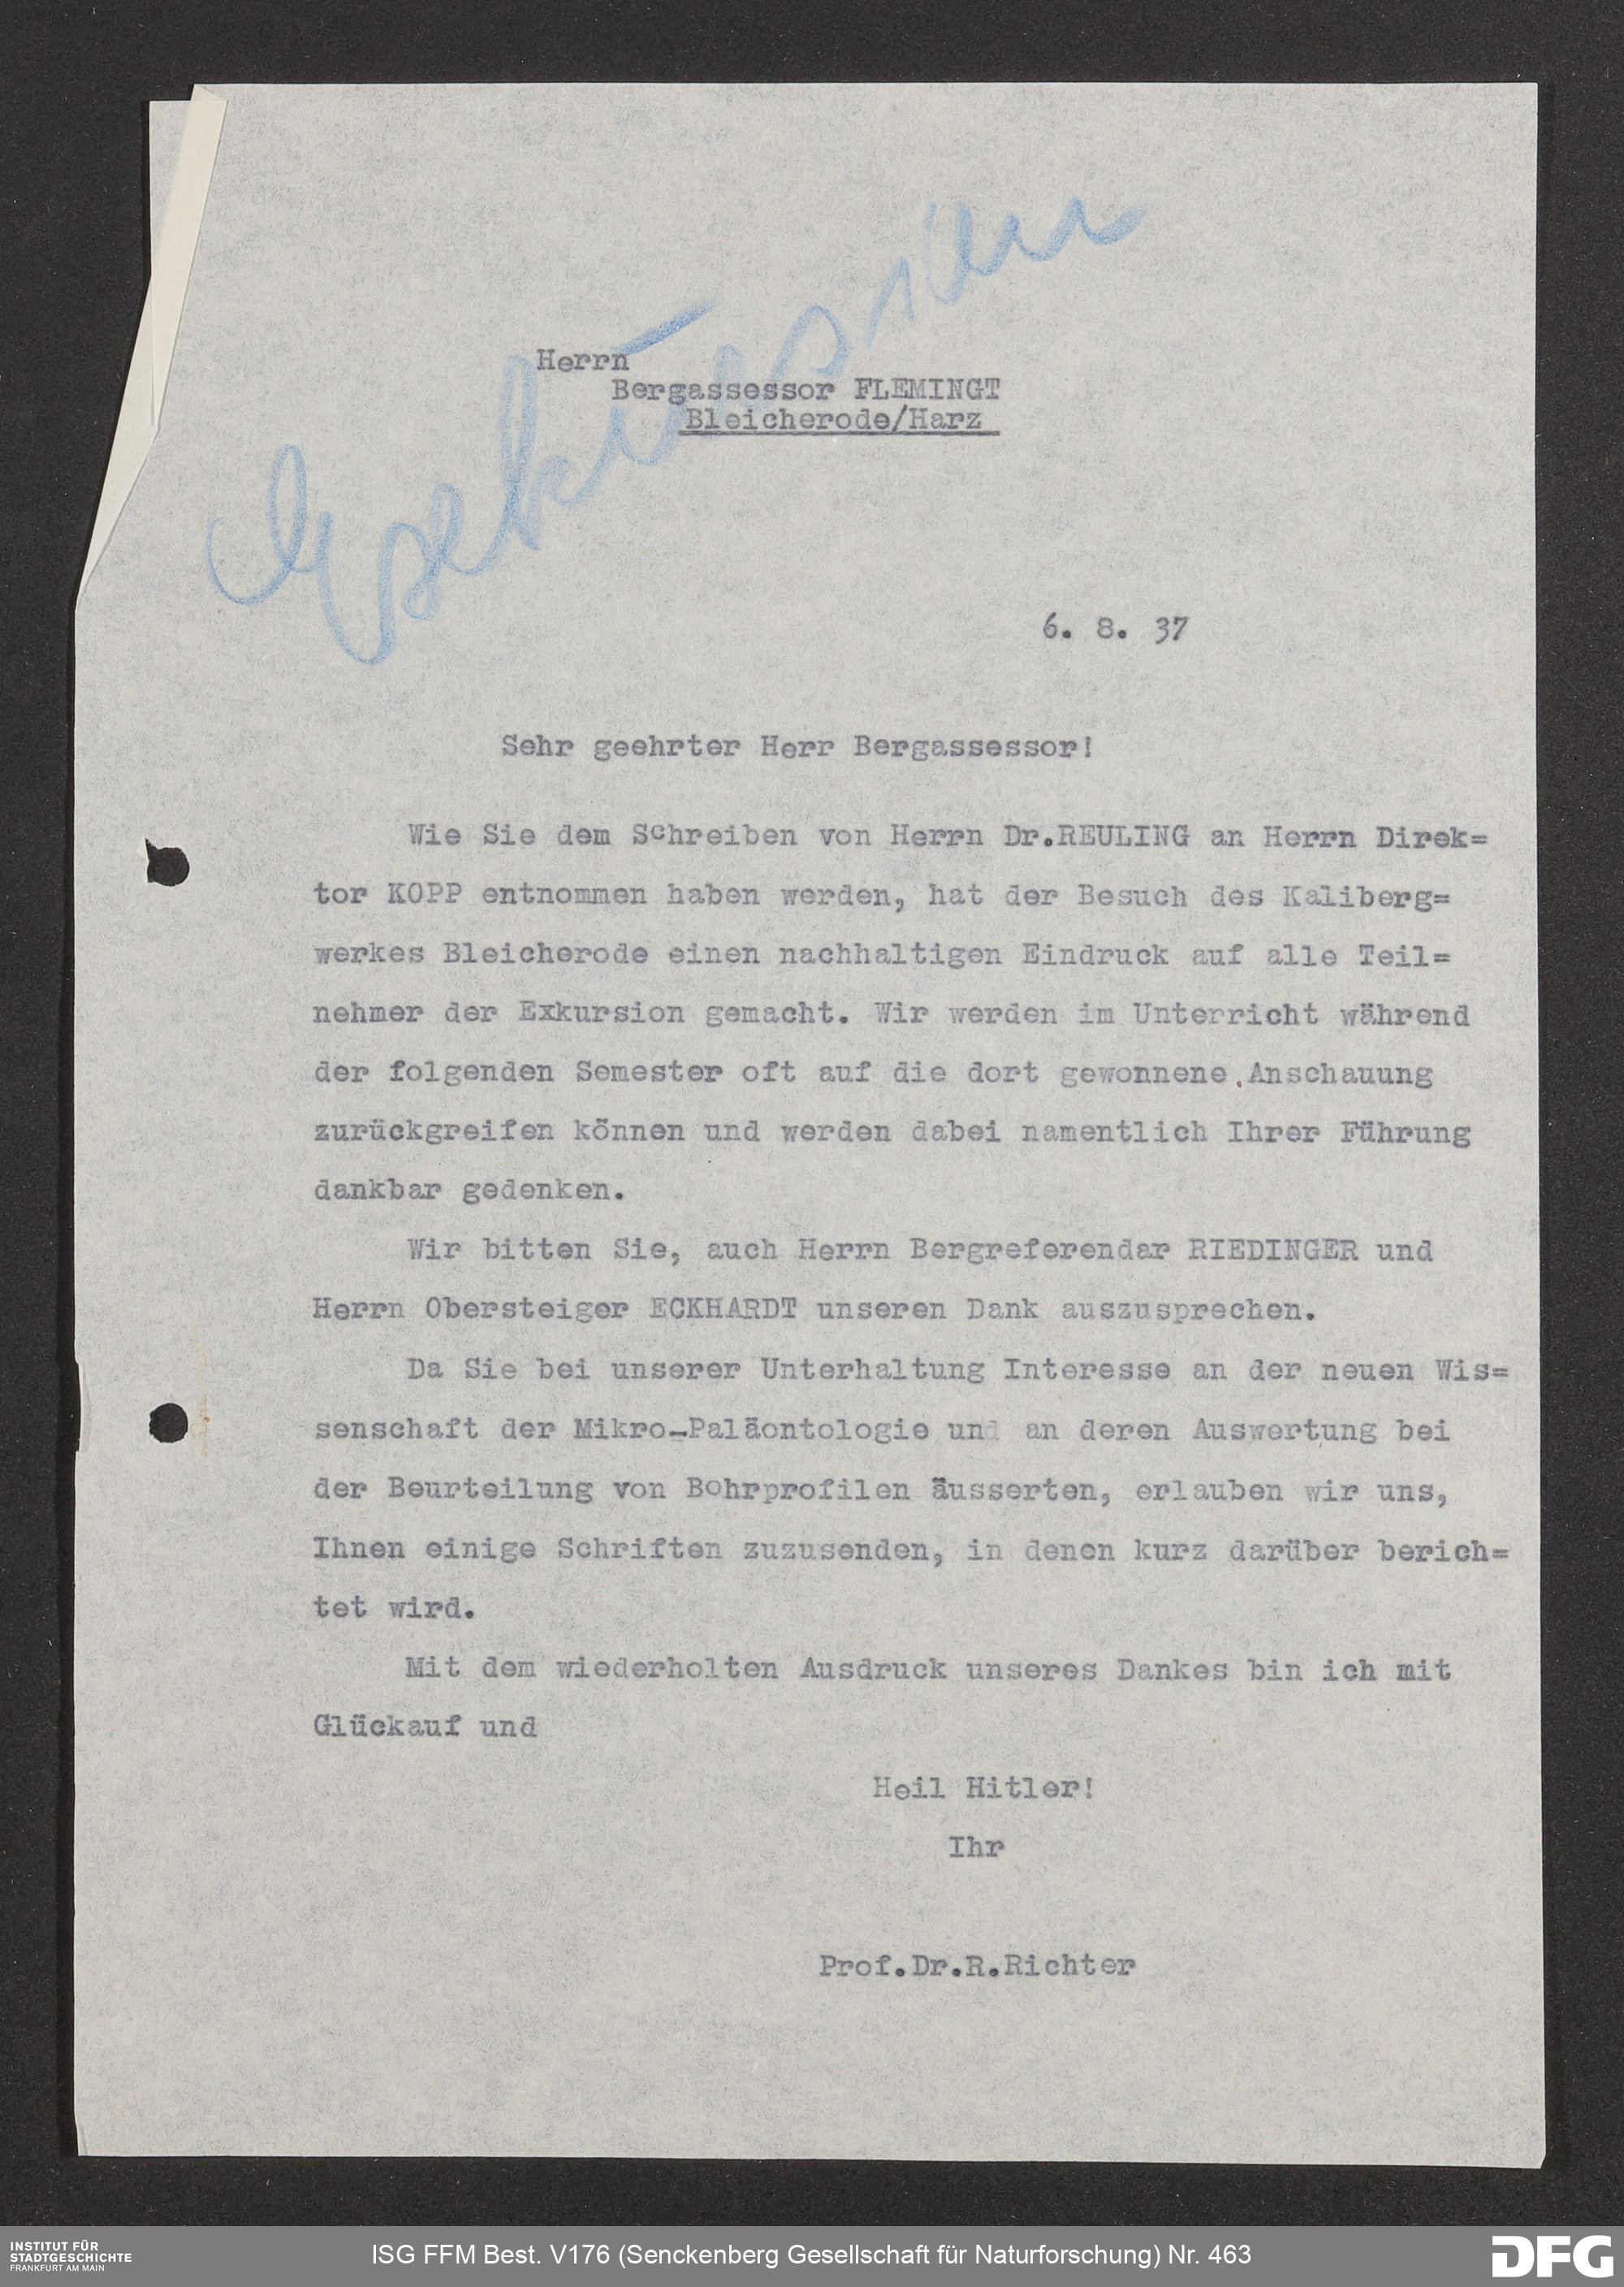 Exkursion
Herrn
Bergassessor FLEMINGT
Bleicherode/Harz
6. 8. 37
Sehr geehrter Herr Bergassessor!
Wie Sie dem Schreiben von Herrn Dr.REULING an Herrn Direk=
tor KOPP entnommen haben werden, hat der Besuch des Kaliberg=
werkes Bleicherode einen nachhaltigen Eindruck auf alle Teil=
nehmer der Exkursion gemacht. Wir werden im Unterricht während
der folgenden Semester oft auf die dort gewonnene Anschauung
zurückgreifen können und werden dabei namentlich Ihrer Führung
dankbar gedenken.
Wir bitten Sie, auch Herrn Bergreferendar RIEDINGER und
Herrn Obersteiger ECKHARDT unseren Dank auszusprechen.
Da Sie bei unserer Unterhaltung Interesse an der neuen Wis=
senschaft der Mikro-Paläontologie und an deren Auswertung bei
der Beurteilung von Bohrprofilen äusserten, erlauben wir uns,
Ihnen einige Schriften zuzusenden, in denen kurz darüber berich=
tet wird.
Mit dem wiederholten Ausdruck unseres Dankes bin ich mit
Glückauf und
Heil Hitler!
Ihr
Prof.Dr.R.Richter
INSTITUT FÜR
STADTGESCHICHTE
FRANKFURT AM MAIN
ISG FFM Best. V176 (Senckenberg Gesellschaft für Naturforschung) Nr. 463
DFG